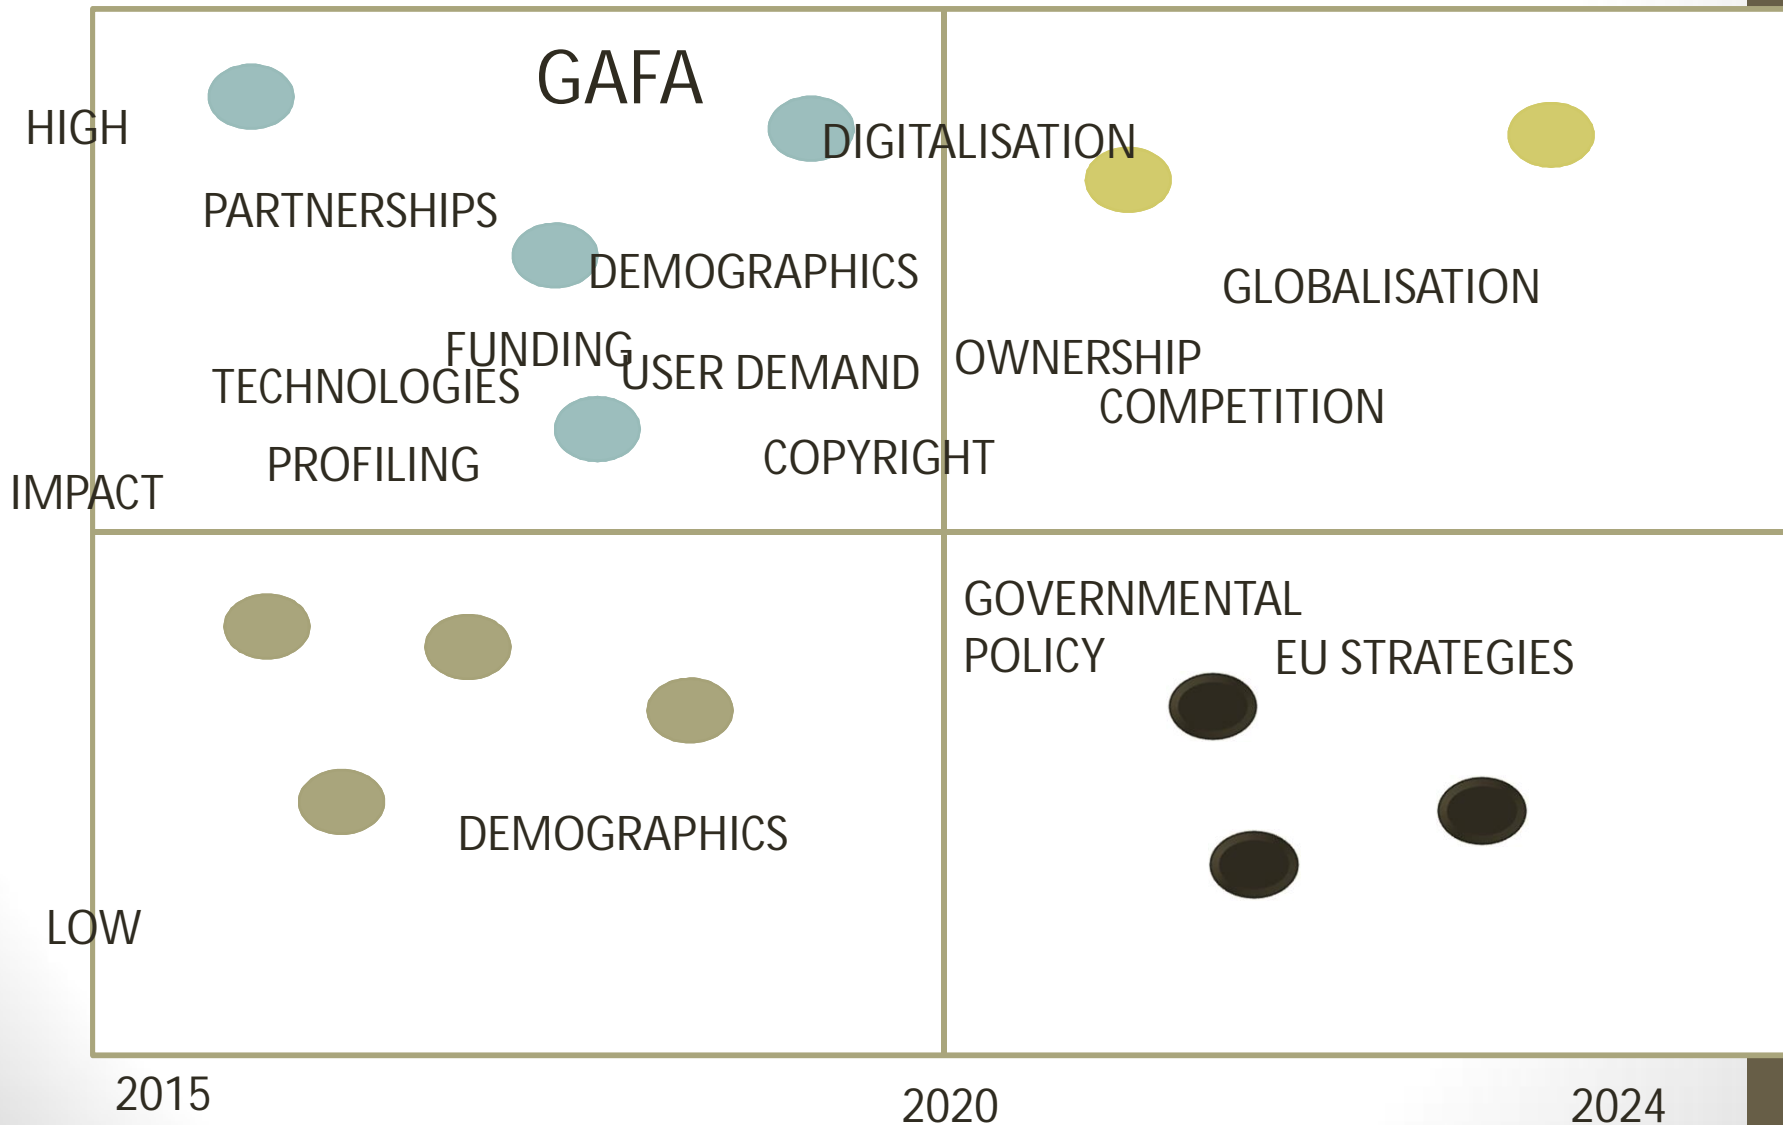 GAFA
HIGH
DIGITALISATION
PARTNERSHIPS
DEMOGRAPHICS
GLOBALISATION
FUNDING
OWNERSHIP
USER DEMAND
TECHNOLOGIES
COMPETITION
COPYRIGHT
PROFILING
IMPACT
GOVERNMENTAL
POLICY
EU STRATEGIES
DEMOGRAPHICS
LOW
2015
2020
2024